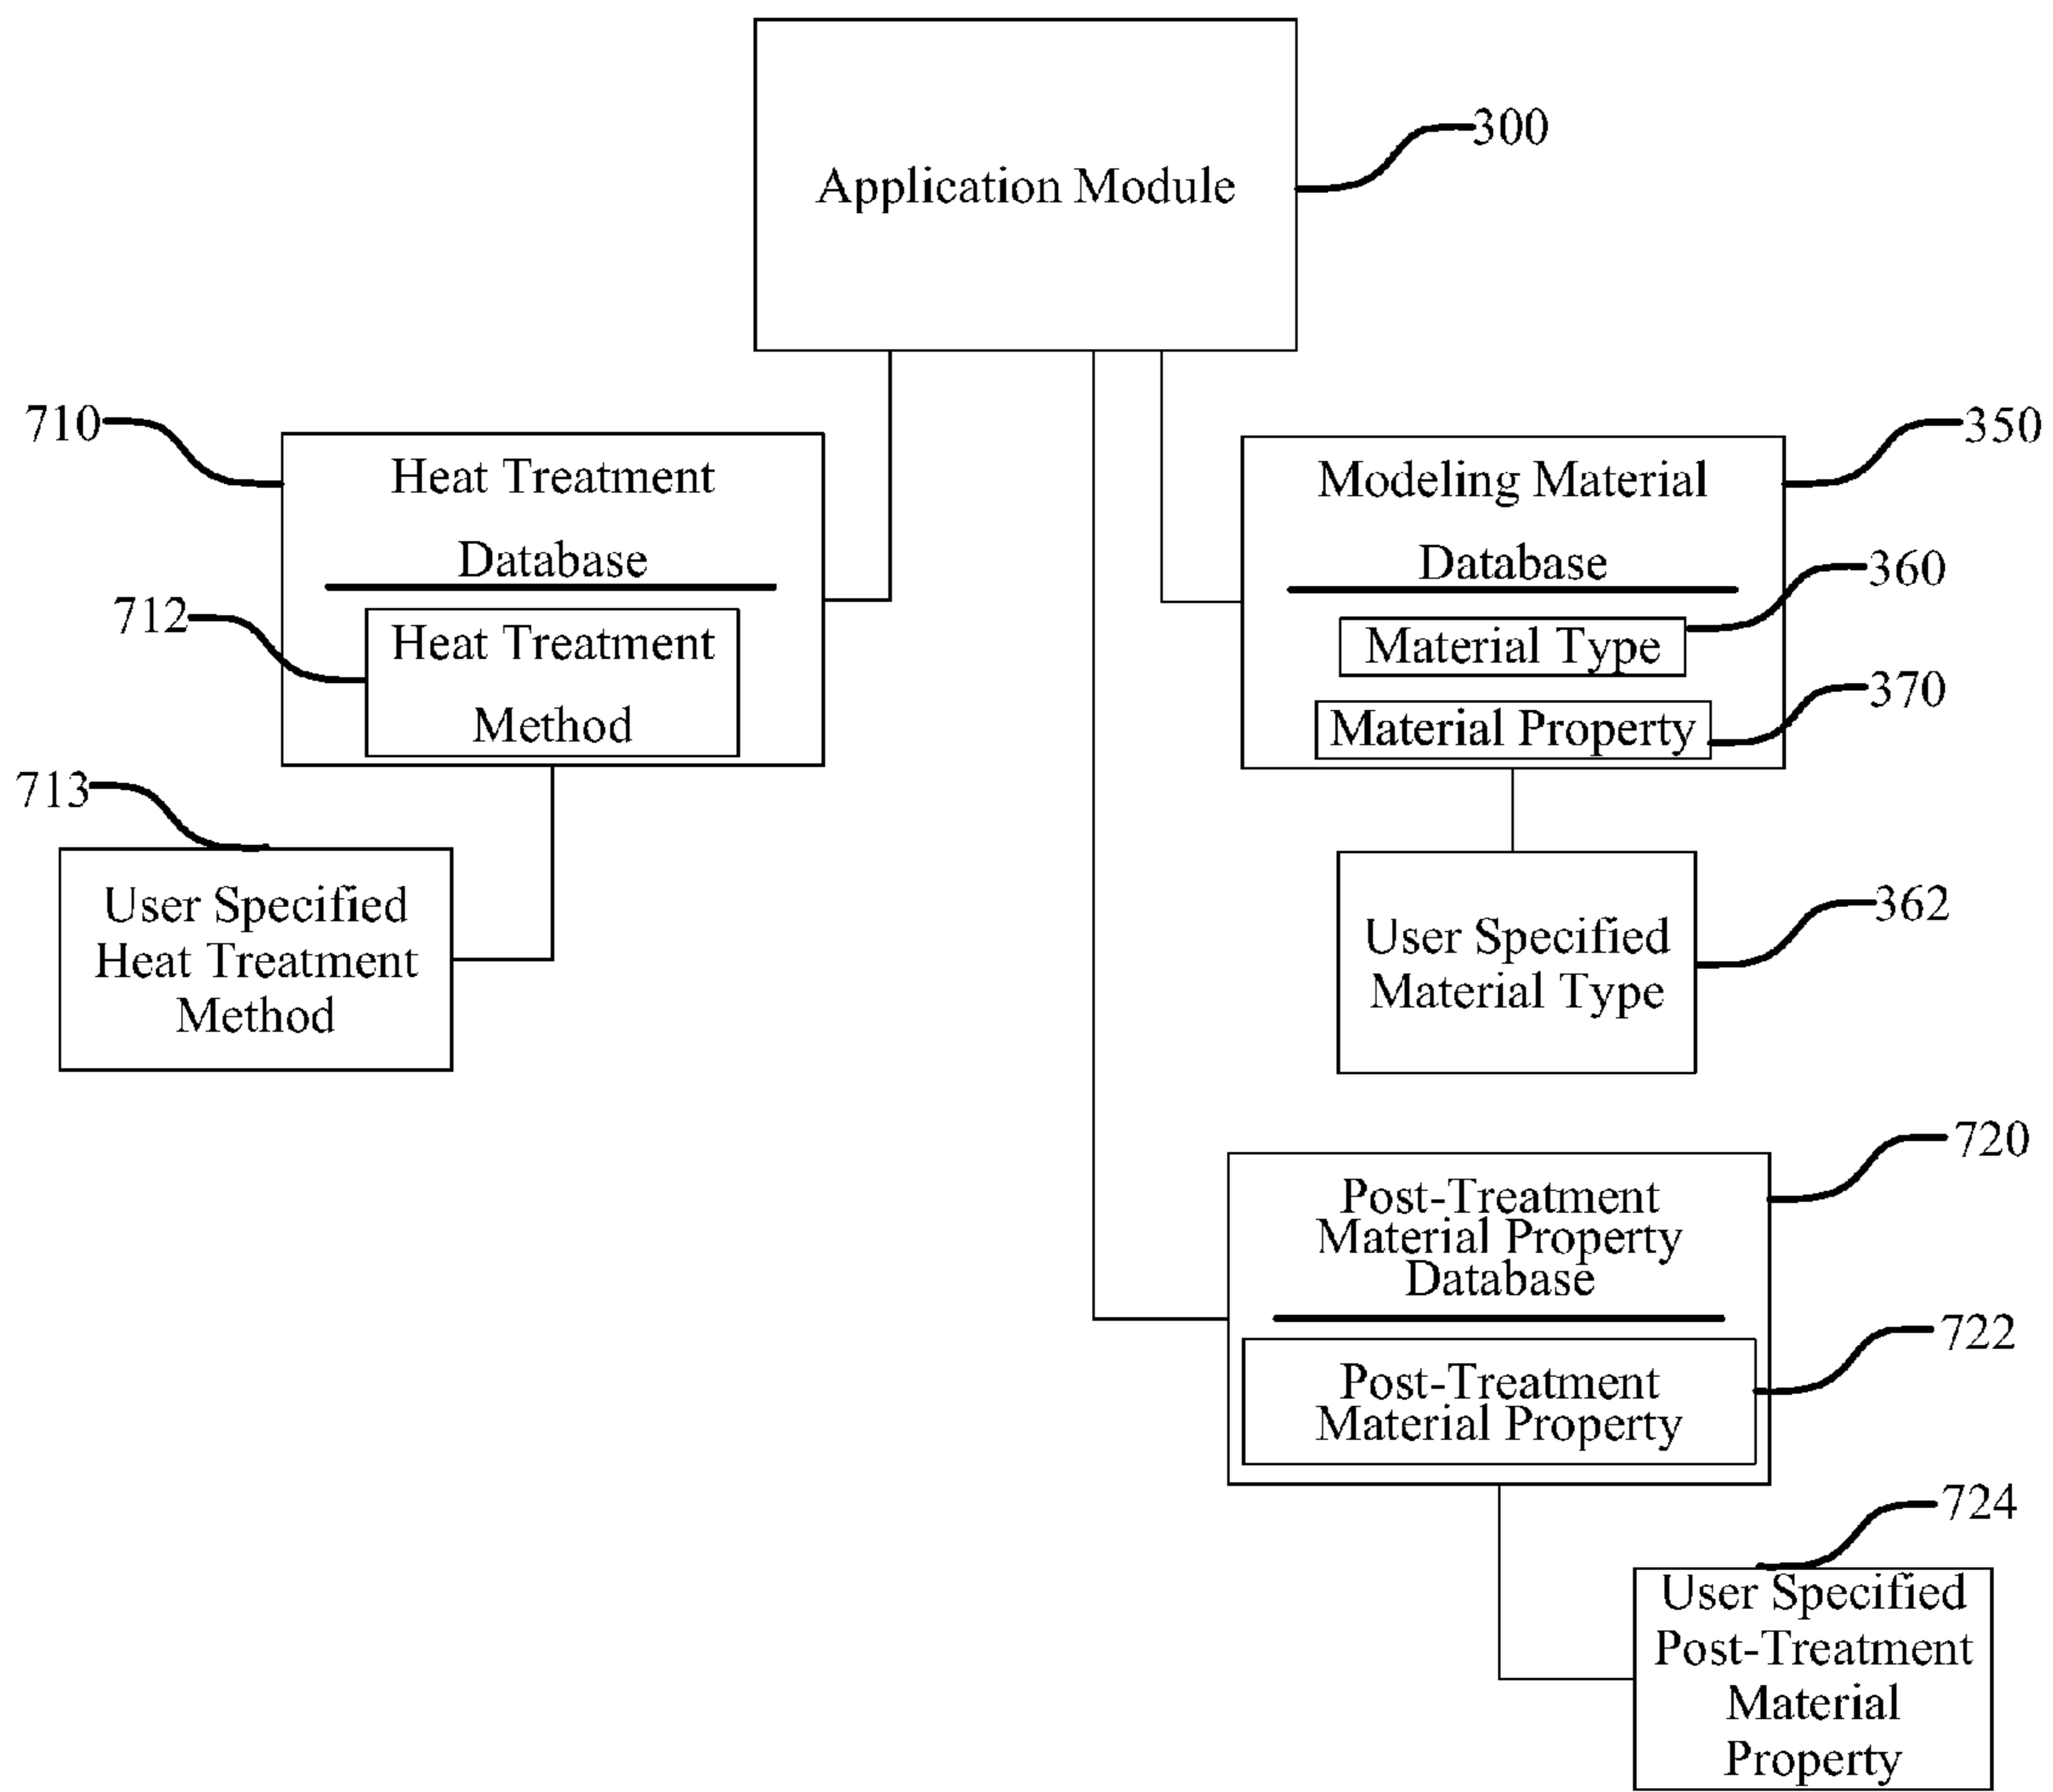 300
Application Module
710
350
Heat Treatment
Database
Modeling Material
Database
712
360
Heat Treatment
Method
Material Type
370
Material Property
713
User Specified
Heat Treatment
Method
362
User Specified
Material Type
720
Post-Treatment
Material Property
Database
722
Post-Treatment
Material Property
724
User Specified
Post-Treatment
Material
Property